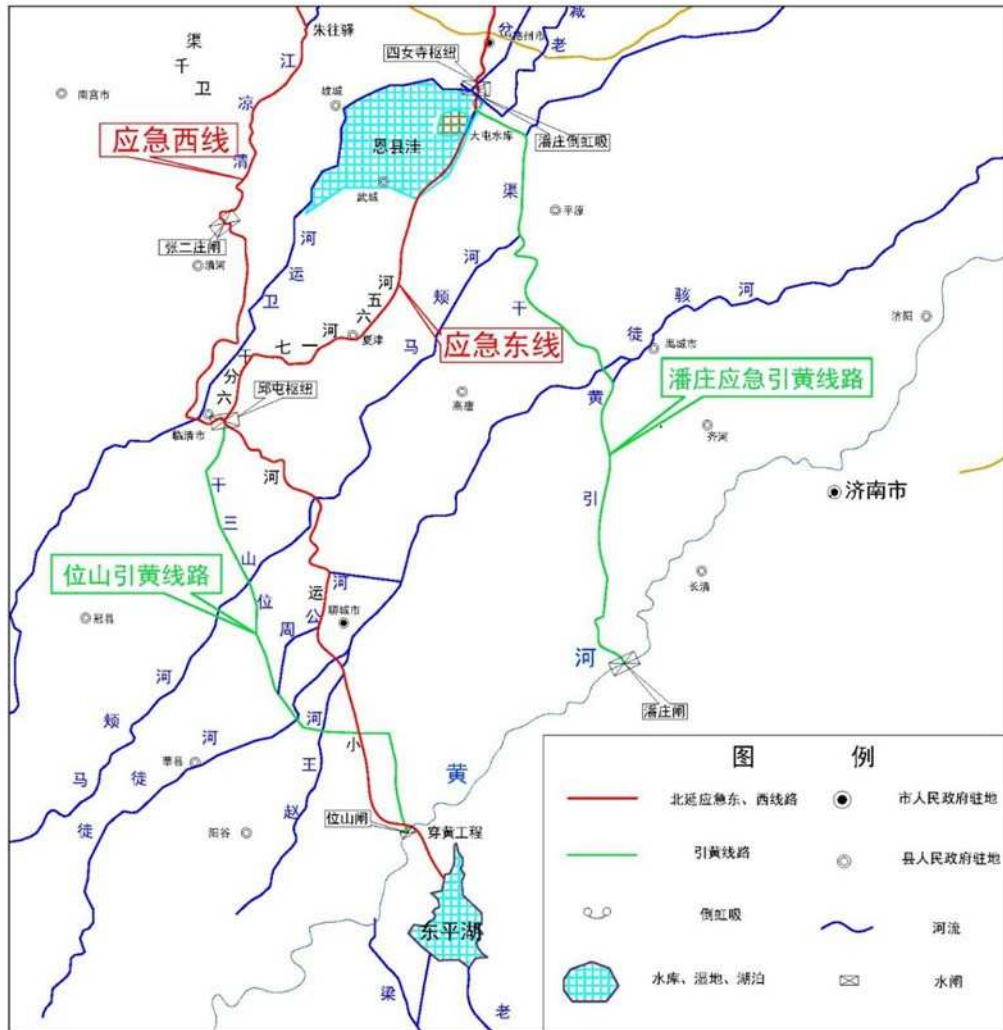 朱往驿
渠
千
卫
江
凉
清
南宫市
应急西线
张二庄闸
清河
故城
恩县洼
武城
四女寺枢纽
德州市
岔
减
老
大屯水库
潘庄倒虹吸
平原
渠
干
黄
引
河
运
卫
河
五
六
河
一
七
夏津
应急东线
河
颊
马
徒
骇
河
禹城市
济阳
高唐
潘庄应急引黄线路
齐河
济南市
长清
干
分
六
邱屯枢纽
临清市
河
干
三
山
位
位山引黄线路
冠县
周
公
河
运
聊城市
河
颊
马
河
徒
徒
莘县
阳谷
河
王
赵
小
河
黄
潘庄闸
位山闸
穿黄工程
东平湖
梁
老
图 例
北延应急东、西线路
市人民政府驻地
引黄线路
县人民政府驻地
倒虹吸
河流
水库、湿地、湖泊
水闸